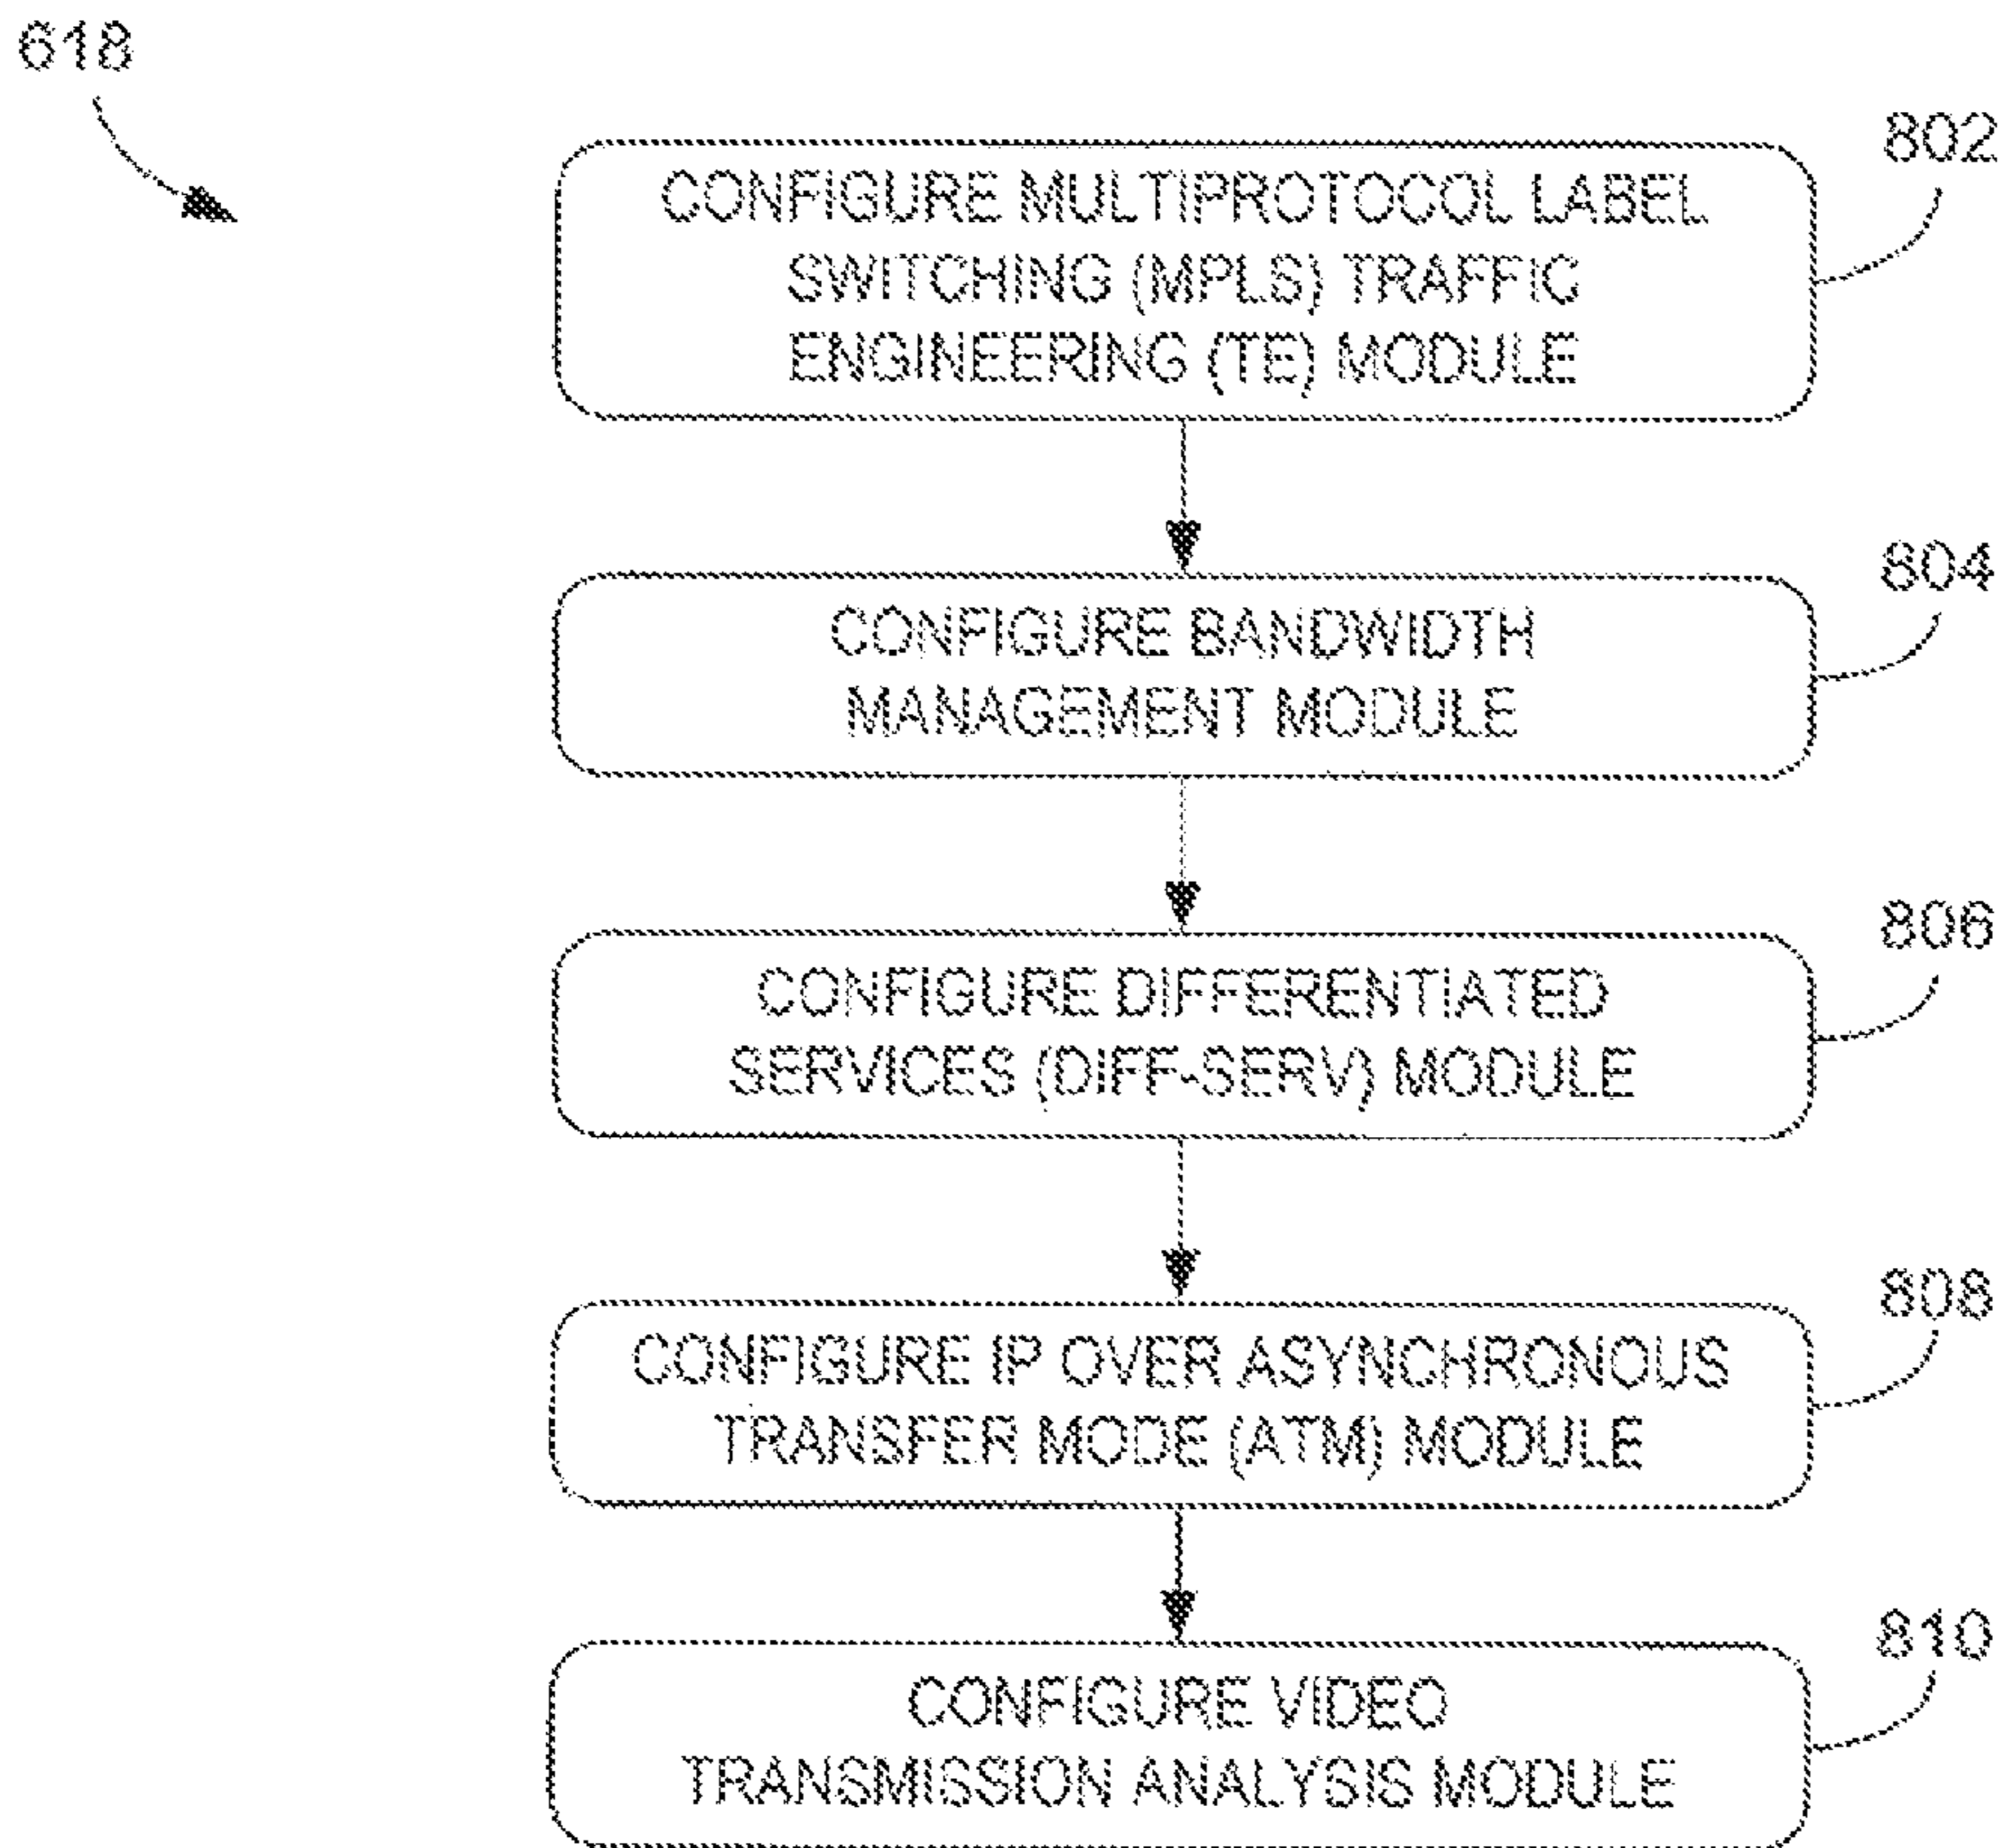 618
802
CONFIGURE MULTIPROTOCOL LABEL
SWITCHING (MPLS) TRAFFIC
ENGINEERING (TE) MODULE
804
CONFIGURE BANDWIDTH
MANAGEMENT MODULE
806
CONFIGURE DIFFERENTIATED
SERVICES (DIFF-SERV) MODULE
808
CONFIGURE IP OVER ASYNCHRONOUS
TRANSFER MODE (ATM) MODULE
810
CONFIGURE VIDEO
TRANSMISSION ANALYSIS MODULE